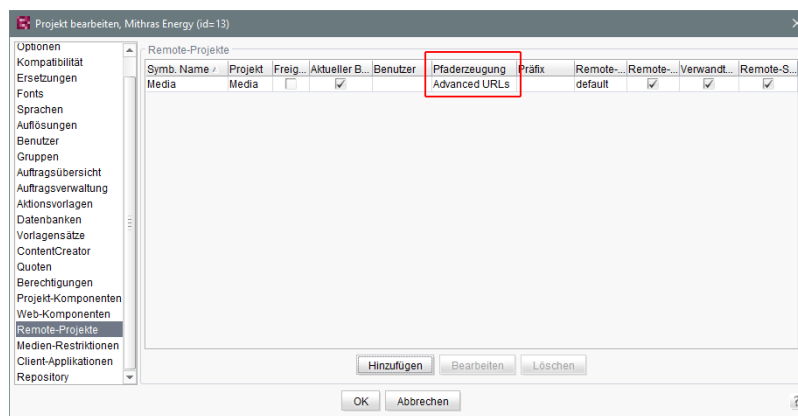 Projekt bearbeiten, Mithras Energy (id=13)
Optionen
Kompatibilität
Ersetzungen
Fonts
Sprachen
Auflösungen
Benutzer
Gruppen
Auftragsübersicht
Auftragsverwaltung
Aktionsvorlagen
Datenbanken
Vorlagensätze
ContentCreator
Quoten
Berechtigungen
Projekt-Komponenten
Web-Komponenten
Remote-Projekte
Medien-Restriktionen
Client-Applikationen
Repository
Remote-Projekte
Symb. Name Projekt Freig... Aktueller B... Benutzer Pfaderzeugung Präfix Remote-... Remote-... Verwandt... Remote-S...
Media Media Advanced URLs default
Hinzufügen Bearbeiten Löschen
OK Abbrechen ?